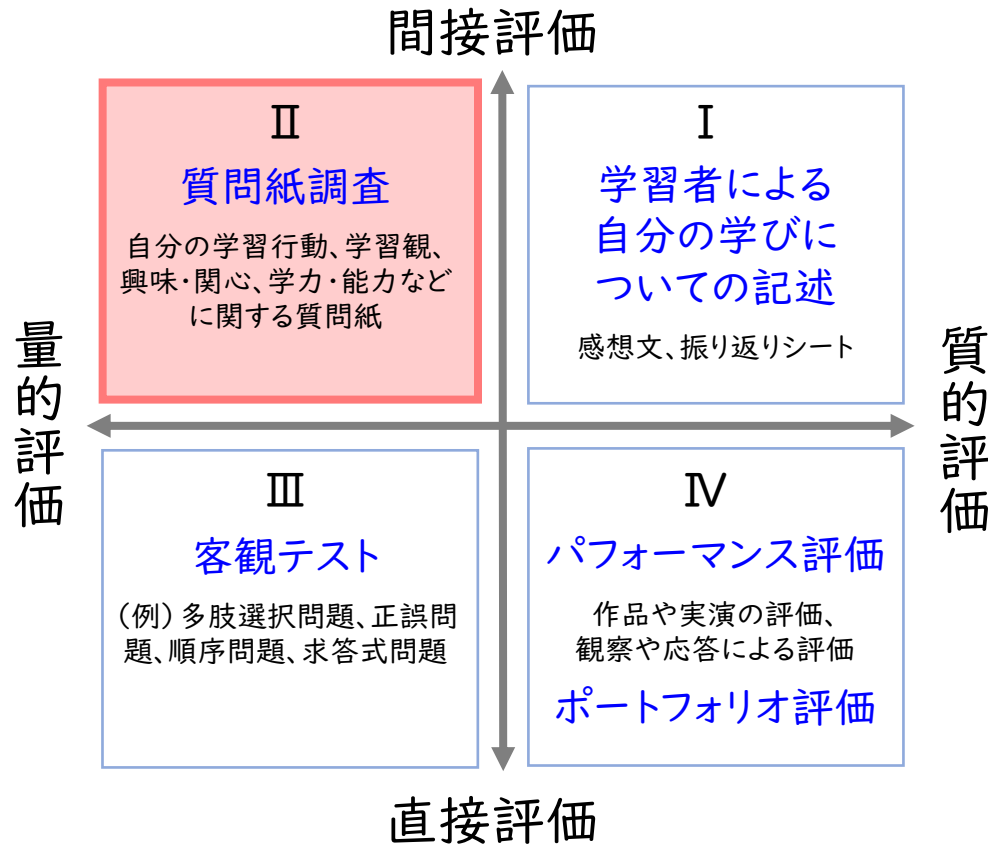 間接評価
Ⅱ
質問紙調査
自分の学習行動、学習観、
興味・関心、学力・能力など
に関する質問紙
Ⅰ
学習者による
自分の学びに
ついての記述
感想文、振り返りシート
量的評価
質的評価
Ⅲ
客観テスト
（例）多肢選択問題、正誤問
題、順序問題、求答式問題
Ⅳ
パフォーマンス評価
作品や実演の評価、
観察や応答による評価
ポートフォリオ評価
直接評価